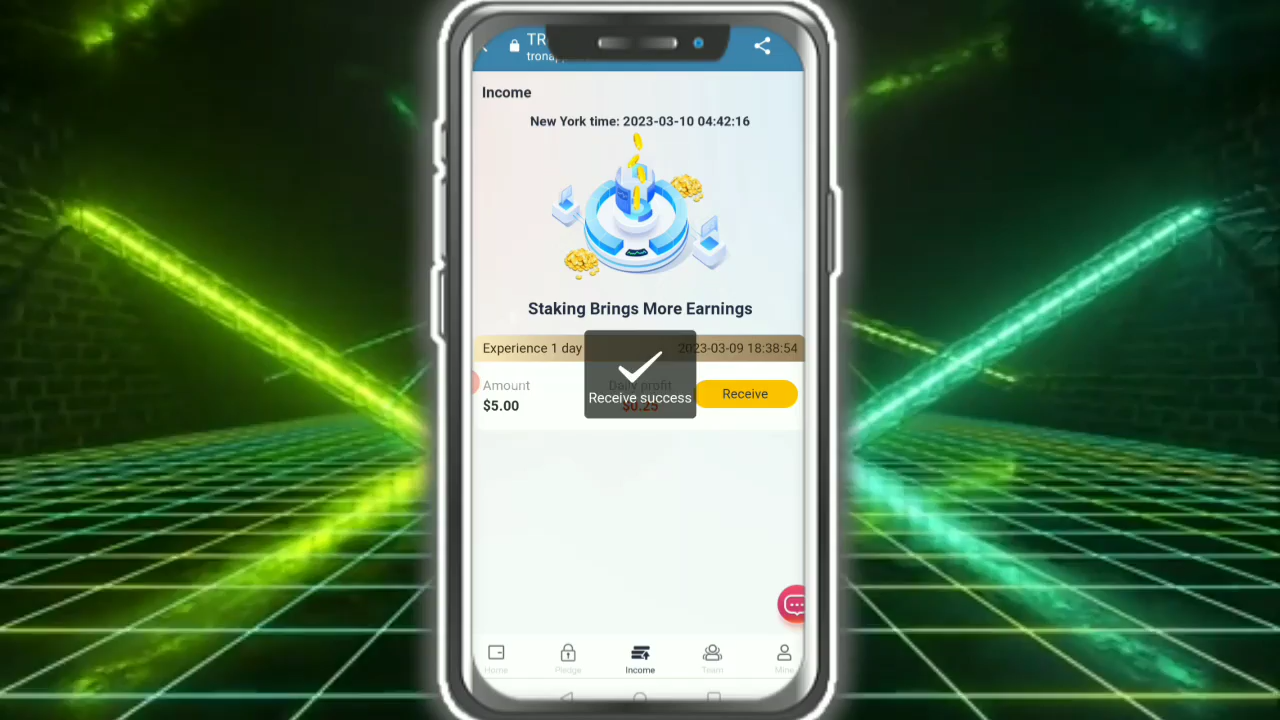 TR
trona
Income
New York time: 2023-03-10 04:42:16
Staking Brings More Earnings
Experience 1 day
2023-03-09 18:38:54
Amount
Daily profit
Receive
$5.00
$0.25
Receive success
Home
Pledge
Income
Team
Mine